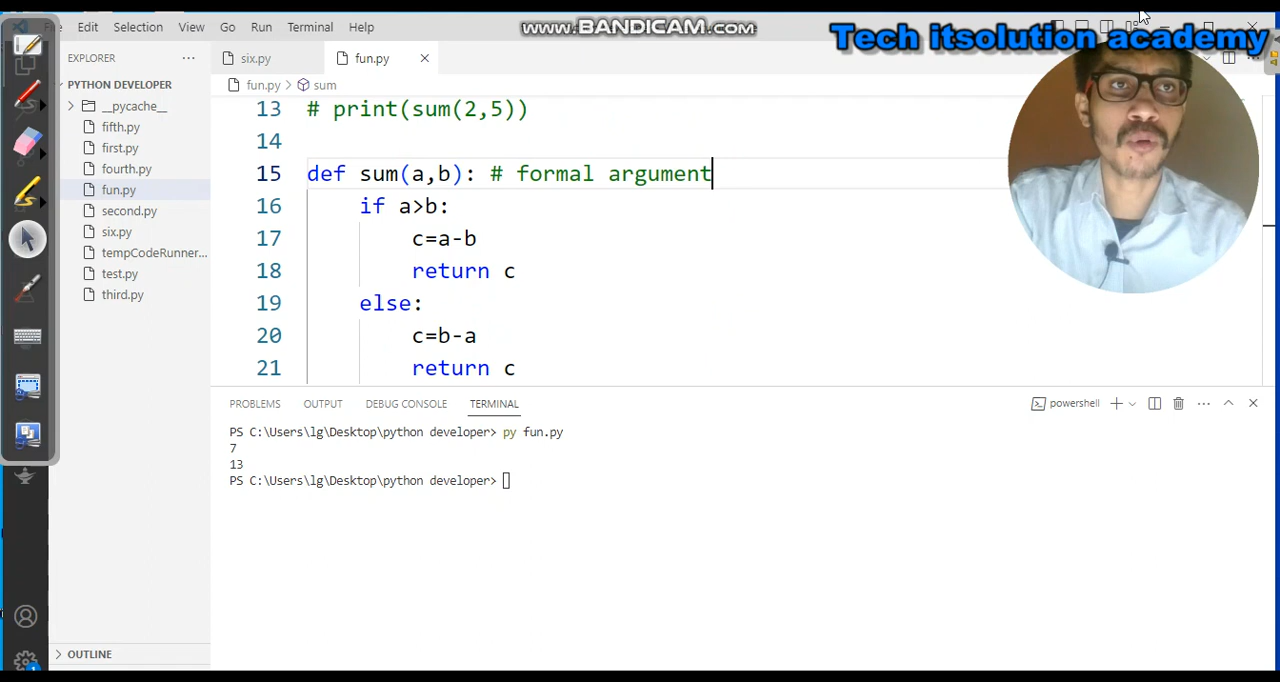 File Edit Selection View Go Run Terminal Help
www.BANDICAM.com
Tech itsolution academy
EXPLORER
six.py
fun.py
PYTHON DEVELOPER
fun.py > sum
__pycache__
fifth.py
first.py
fourth.py
fun.py
second.py
six.py
tempCodeRunner...
test.py
third.py
13 # print(sum(2,5))
14
15 def sum(a,b): # formal argument
16 if a>b:
17 c=a-b
18 return c
19 else:
20 c=b-a
21 return c
PROBLEMS OUTPUT DEBUG CONSOLE TERMINAL
powershell
PS C:\Users\lg\Desktop\python developer> py fun.py
7
13
PS C:\Users\lg\Desktop\python developer>
OUTLINE
1